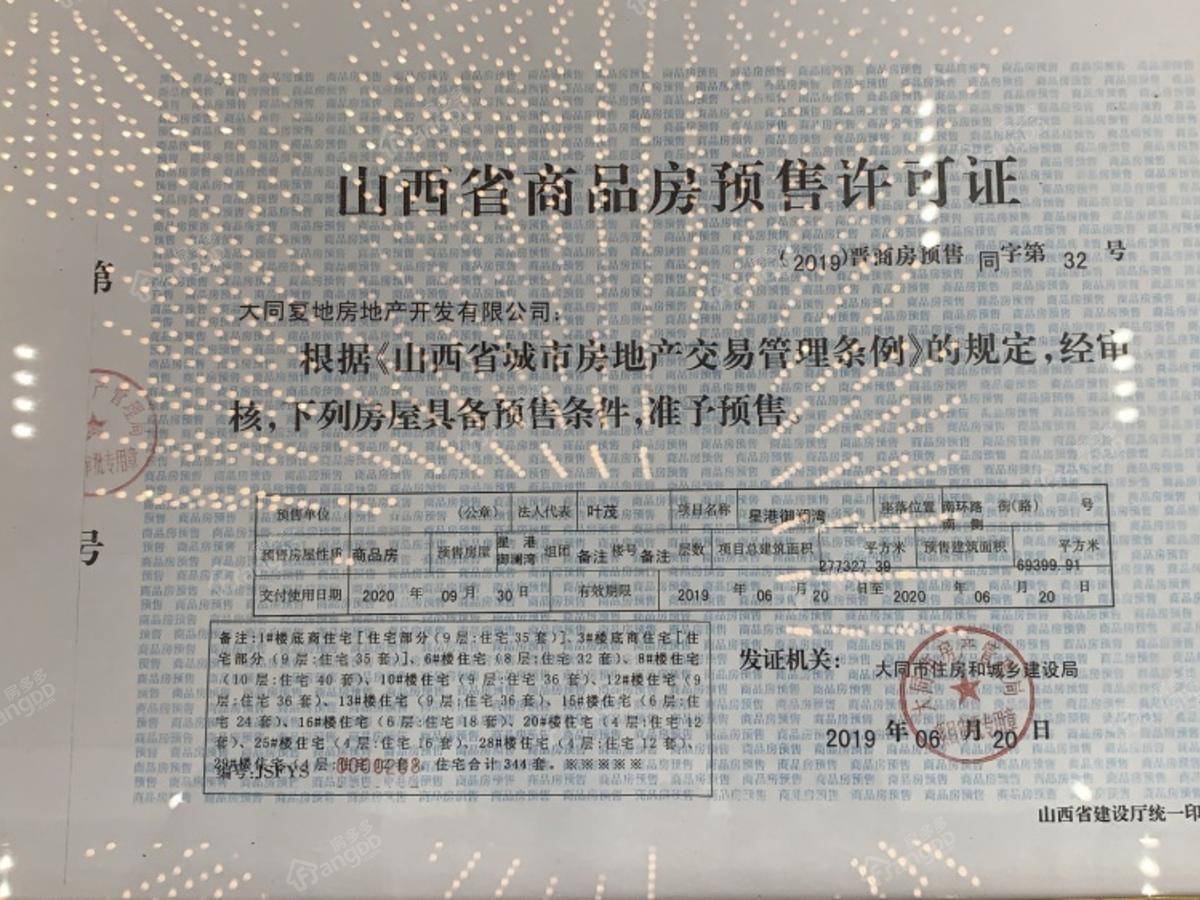 山西省商品房预售许可证
(2019)晋商房预售 同字第 32 号
第
大同复地房地产开发有限公司:
根据《山西省城市房地产交易管理条例》的规定,经审
核,下列房屋具备预售条件,准予预售。
号
预售单位 (公章) 法人代表 叶茂 项目名称 星港御澜湾 座落位置 南环路南侧 街(路) 号
预售房屋性质 商品房 预售房屋 星港御澜湾 组团 备注 楼号 备注 层数 项目总建筑面积 277327.39 平方米 预售建筑面积 69399.91 平方米
交付使用日期 2020 年 09 月 30 日 有效期限 2019 年 06 月 20 日至 2020 年 06 月 20 日
备注:1#楼底商住宅[住宅部分(9层:住宅35套)]、3#楼底商住宅[住
宅部分(9层:住宅35套)]、6#楼住宅(8层:住宅32套)、8#楼住宅
(10层:住宅40套)、10#楼住宅(9层:住宅36套)、12#楼住宅(9
层:住宅36套)、13#楼住宅(9层:住宅36套)、15#楼住宅(6层:住
宅24套)、16#楼住宅(6层:住宅18套)、20#楼住宅(4层:住宅12
套)、25#楼住宅(4层:住宅16套)、28#楼住宅(4层:住宅12套)、
29#楼住宅(4层:住宅12套)。住宅合计344套。※※※※※
编号:JSFYS
发证机关: 大同市住房和城乡建设局
2019 年 06 月 20 日
山西省建设厅统一印